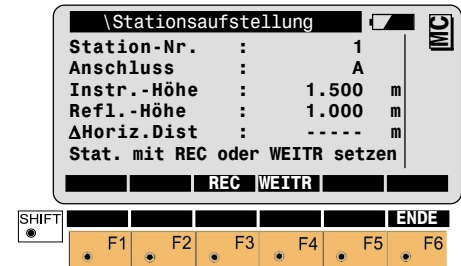 \Stationsaufstellung MC
Station-Nr. : 1
Anschluss : A
Instr.-Höhe : 1.500 m
Refl.-Höhe : 1.000 m
ΔHoriz.Dist : ----- m
Stat. mit REC oder WEITR setzen
REC WEITR
SHIFT ENDE
F1 F2 F3 F4 F5 F6